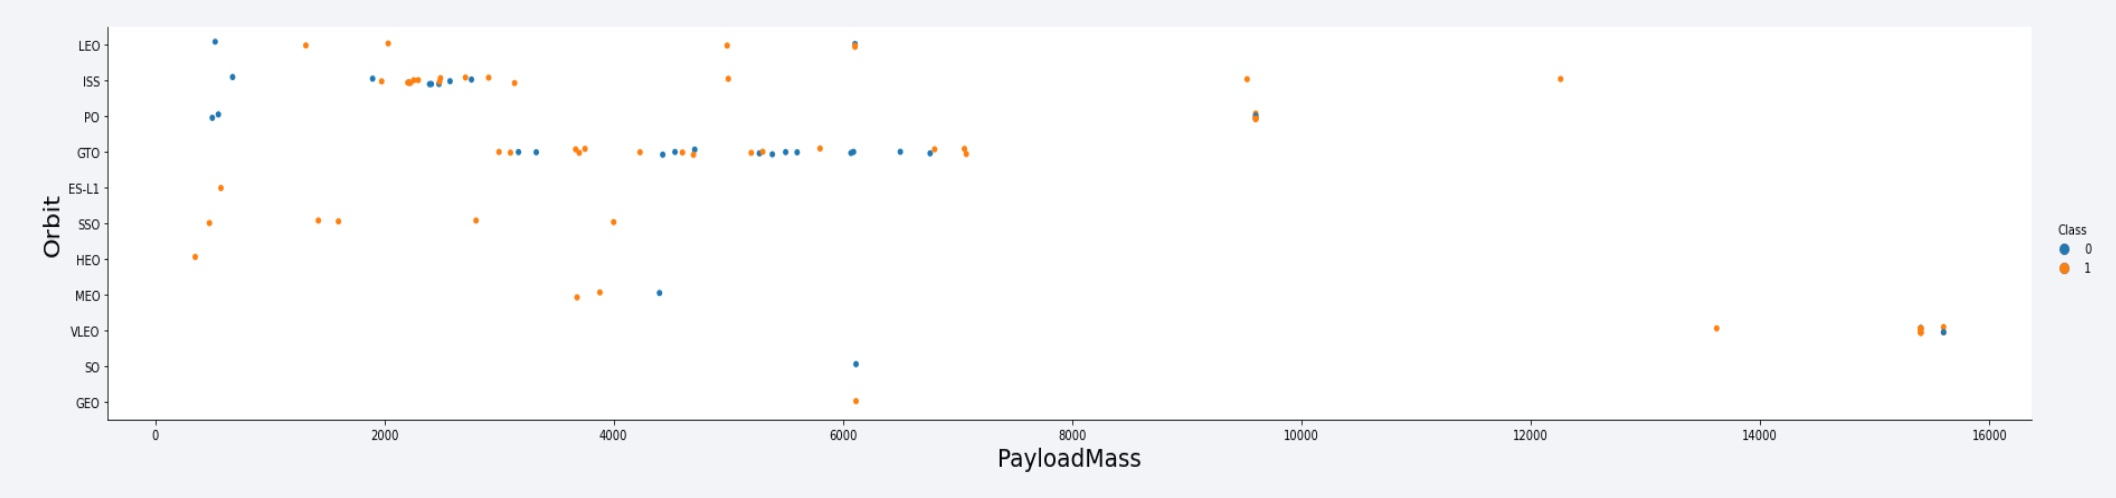 LEO
ISS
PO
GTO
ES-L1
SSO
HEO
MEO
VLEO
SO
GEO
Orbit
0 2000 4000 6000 8000 10000 12000 14000 16000
PayloadMass
Class
0
1